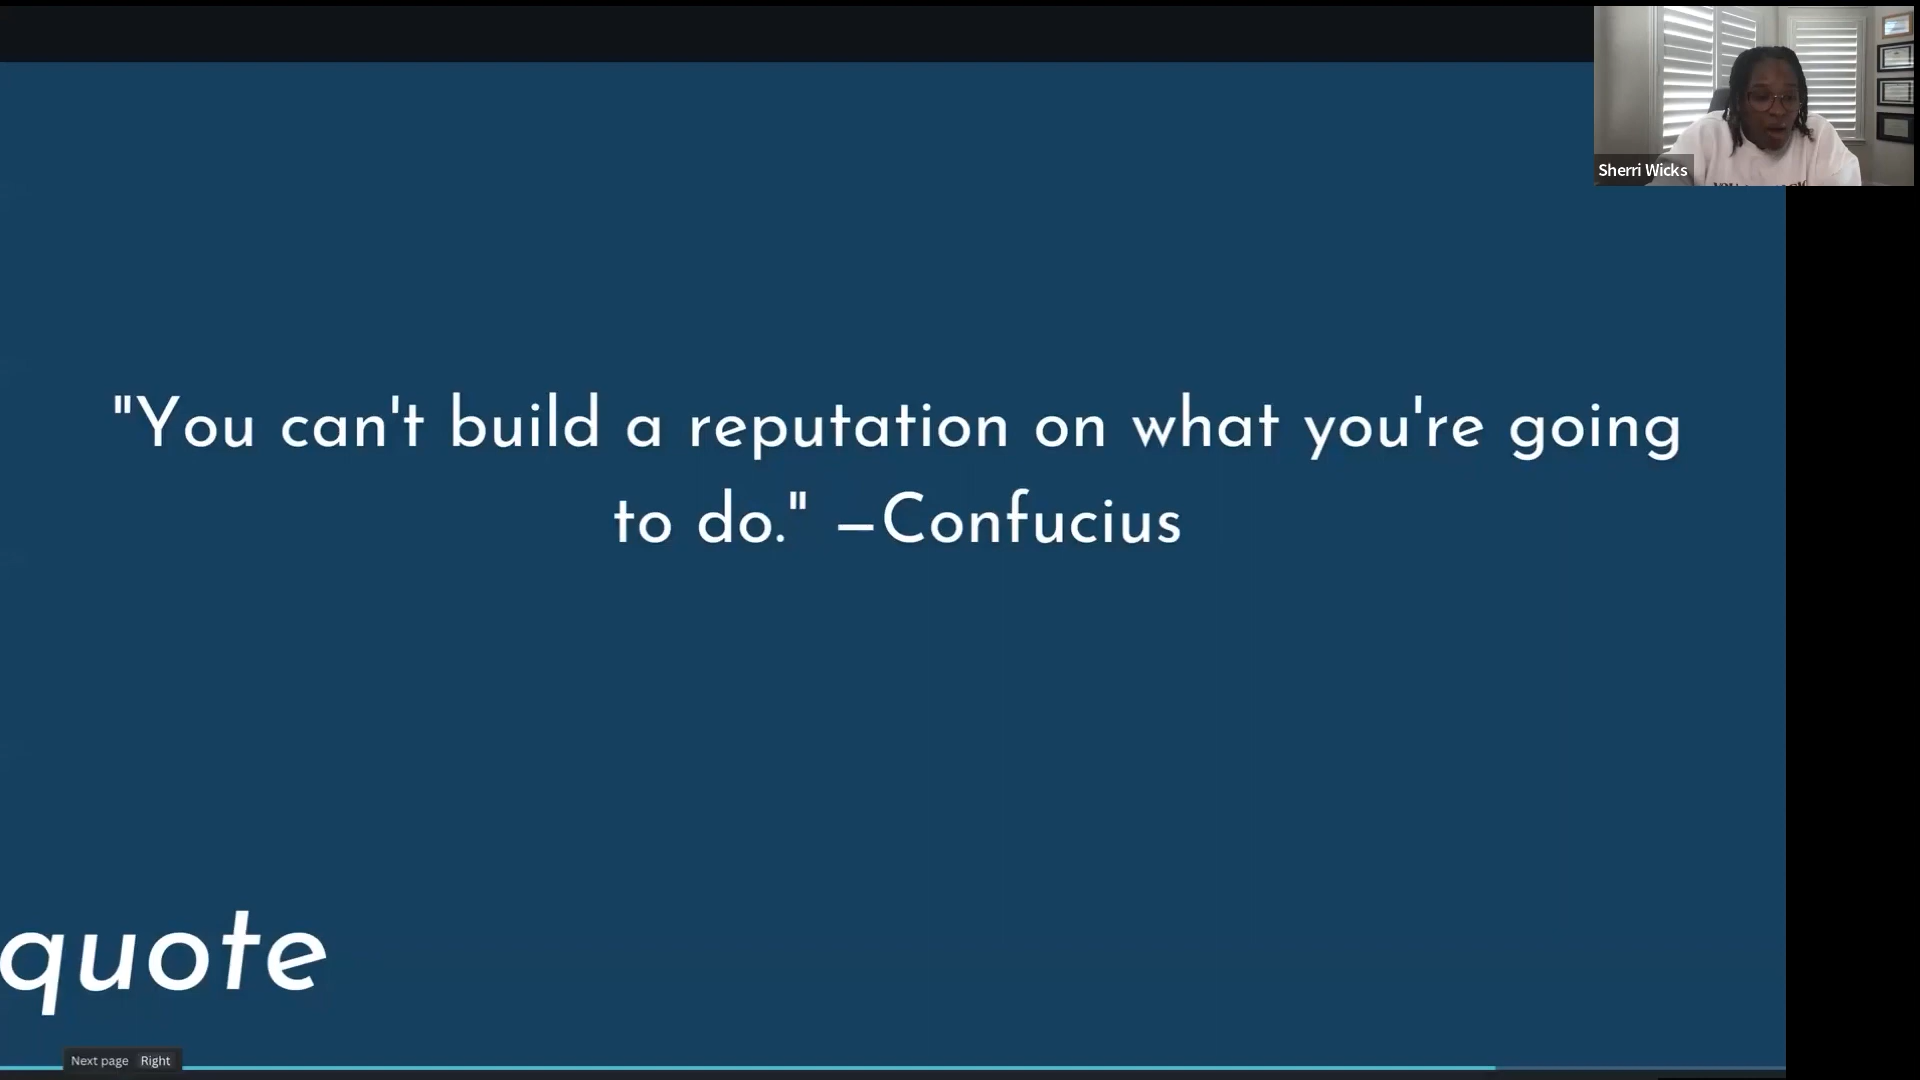 Sherri Wicks
"You can't build a reputation on what you're going
to do." –Confucius
quote
Next page Right